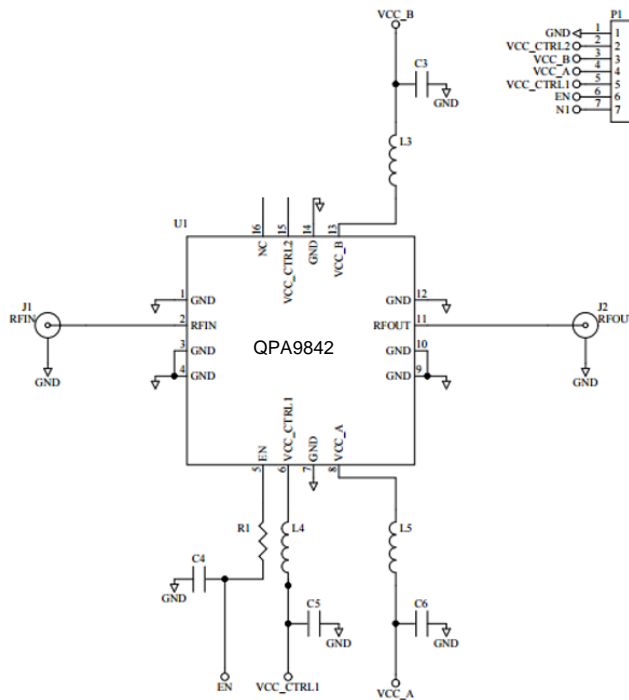 VCC_B
P1
GND 1 1
VCC_CTRL2 2 2
VCC_B 3 3
VCC_A 4 4
VCC_CTRL1 5 5
EN 6 6
N1 7 7
C3
GND
L3
U1
16 15 14 13
NC VCC_CTRL2 GND VCC_B
J1
RFIN
1 GND
2 RFIN
3 GND
4 GND
GND
QPA9842
GND 12
RFOUT 11
GND 10
GND 9
J2
RFOUT
GND
EN VCC_CTRL1 GND VCC_A
5 6 7 8
R1
L4
L5
C4
GND
C5
GND
C6
GND
EN
VCC_CTRL1
VCC_A